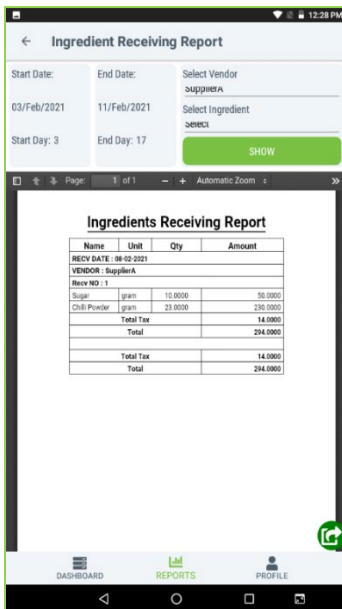 12:28 PM
Ingredient Receiving Report
Start Date:
End Date:
Select Vendor
SupplierA
03/Feb/2021
11/Feb/2021
Select Ingredient
Select
Start Day: 3
End Day: 17
SHOW
Page: 1 of 1 Automatic Zoom
Ingredients Receiving Report
Name Unit Qty Amount
RECV DATE : 08-02-2021
VENDOR : SupplierA
Recv NO : 1
Sugar gram 10.0000 50.0000
Chilli Powder gram 23.0000 230.0000
Total Tax 14.0000
Total 294.0000
Total Tax 14.0000
Total 294.0000
DASHBOARD REPORTS PROFILE